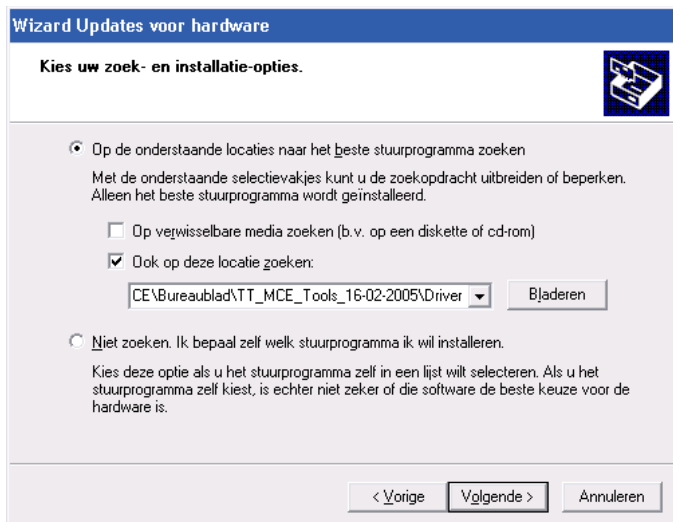 Wizard Updates voor hardware
Kies uw zoek- en installatie-opties.
Op de onderstaande locaties naar het beste stuurprogramma zoeken
Met de onderstaande selectievakjes kunt u de zoekopdracht uitbreiden of beperken.
Alleen het beste stuurprogramma wordt geïnstalleerd.
Op verwisselbare media zoeken (b.v. op een diskette of cd-rom)
Ook op deze locatie zoeken:
CE\Bureaublad\TT_MCE_Tools_16-02-2005\Driver
Bladeren
Niet zoeken. Ik bepaal zelf welk stuurprogramma ik wil installeren.
Kies deze optie als u het stuurprogramma zelf in een lijst wilt selecteren. Als u het
stuurprogramma zelf kiest, is echter niet zeker of die software de beste keuze voor de
hardware is.
< Vorige
Volgende >
Annuleren